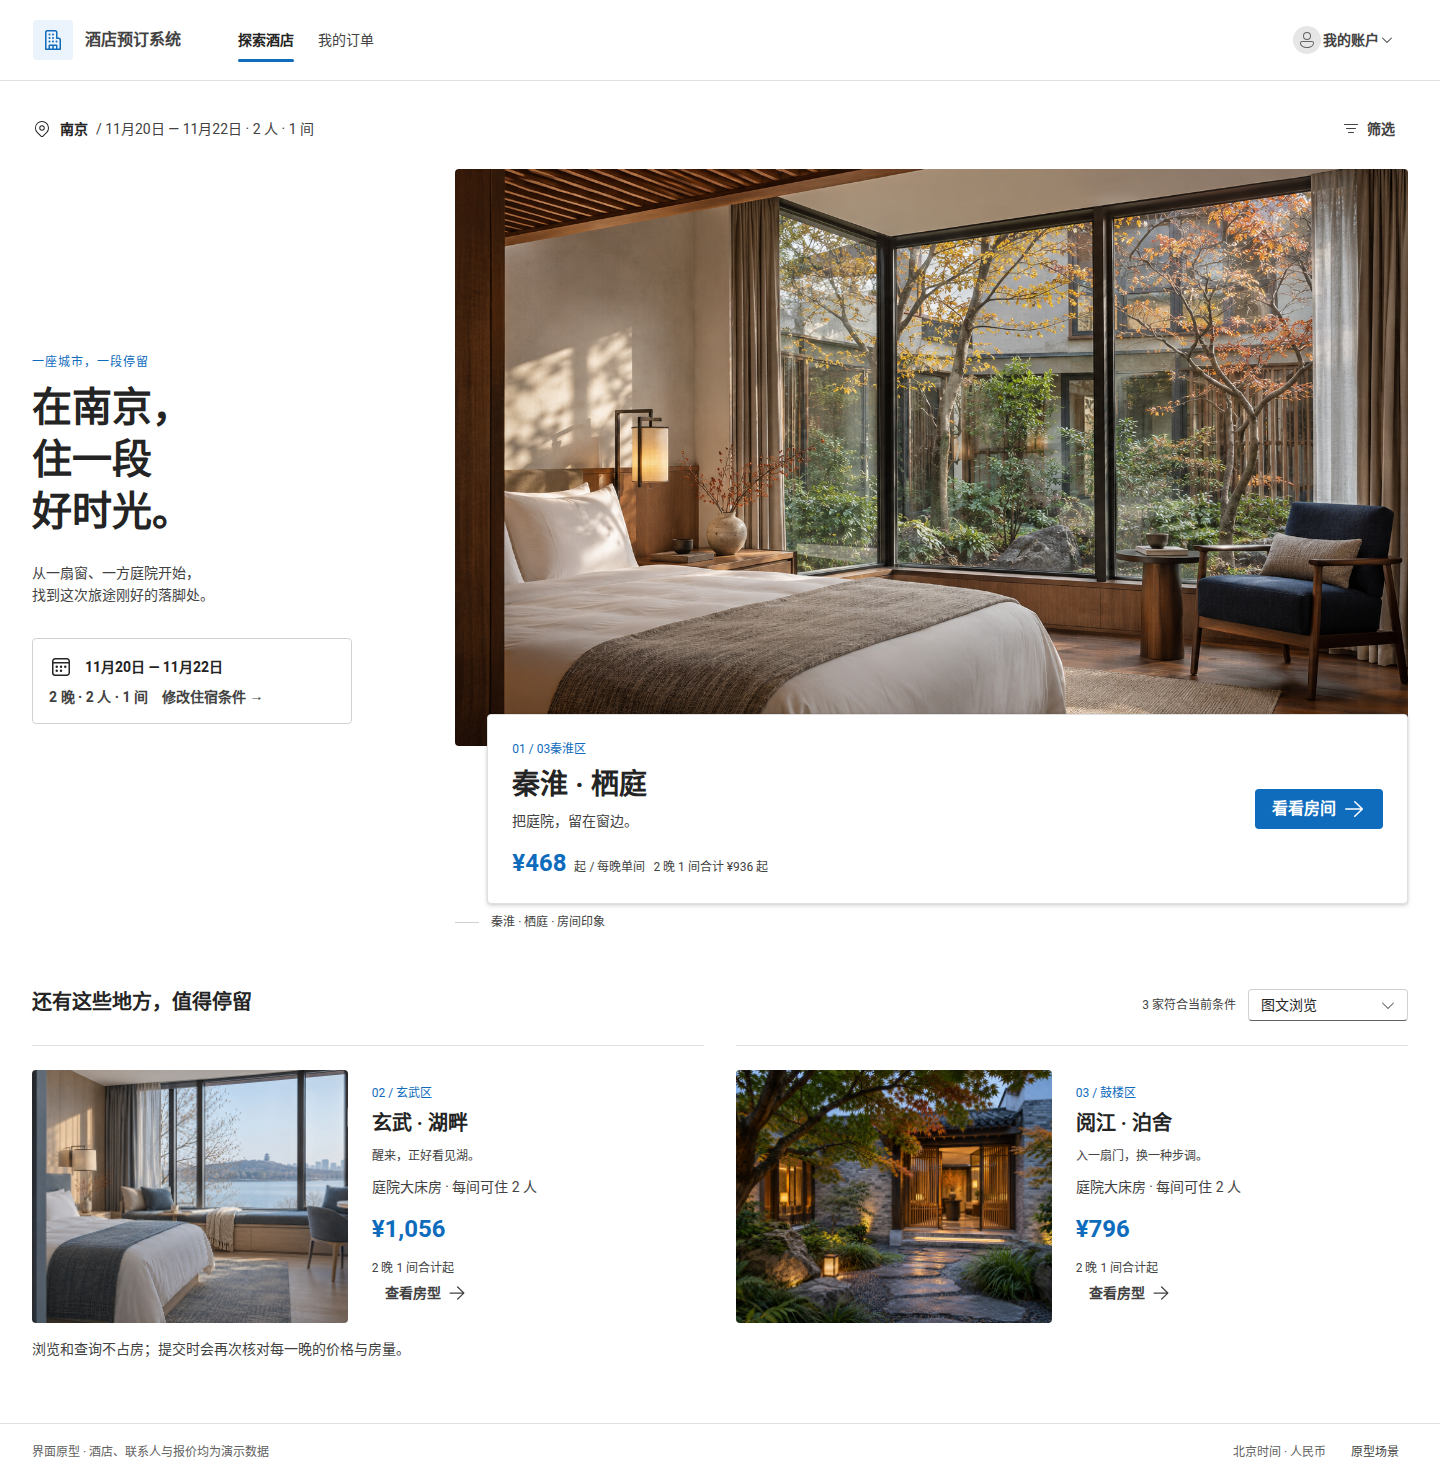 酒店预订系统
探索酒店
我的订单
我的账户
南京 / 11月20日 — 11月22日 · 2 人 · 1 间
筛选
一座城市，一段停留
在南京，
住一段
好时光。
从一扇窗、一方庭院开始，
找到这次旅途刚好的落脚处。
11月20日 — 11月22日
2 晚 · 2 人 · 1 间 修改住宿条件 →
01 / 03秦淮区
秦淮 · 栖庭
把庭院，留在窗边。
¥468 起 / 每晚单间 2 晚 1 间合计 ¥936 起
看看房间
秦淮 · 栖庭 · 房间印象
还有这些地方，值得停留
3 家符合当前条件
图文浏览
02 / 玄武区
玄武 · 湖畔
醒来，正好看见湖。
庭院大床房 · 每间可住 2 人
¥1,056
2 晚 1 间合计起
查看房型
03 / 鼓楼区
阅江 · 泊舍
入一扇门，换一种步调。
庭院大床房 · 每间可住 2 人
¥796
2 晚 1 间合计起
查看房型
浏览和查询不占房；提交时会再次核对每一晚的价格与房量。
界面原型 · 酒店、联系人与报价均为演示数据
北京时间 · 人民币
原型场景